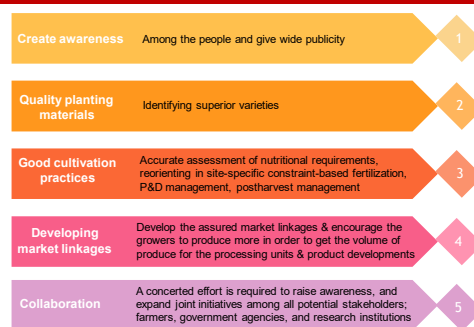 Create awareness Among the people and give wide publicity 1
Quality planting
materials
Identifying superior varieties 2
Good cultivation
practices
Accurate assessment of nutritional requirements,
reorienting in site-specific constraint-based fertilization,
P&D management, postharvest management
3
Developing
market linkages
Develop the assured market linkages & encourage the
growers to produce more in order to get the volume of
produce for the processing units & product developments
4
Collaboration
A concerted effort is required to raise awareness, and
expand joint initiatives among all potential stakeholders;
farmers, government agencies, and research institutions
5